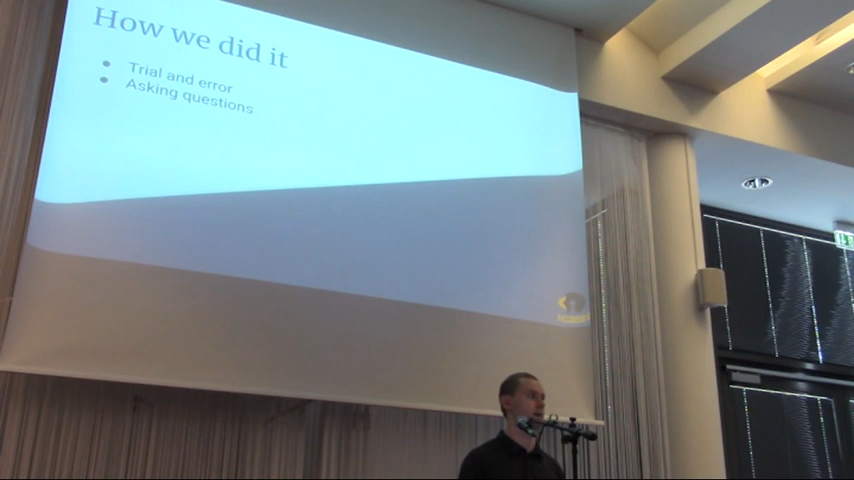 How we did it
Trial and error
Asking questions